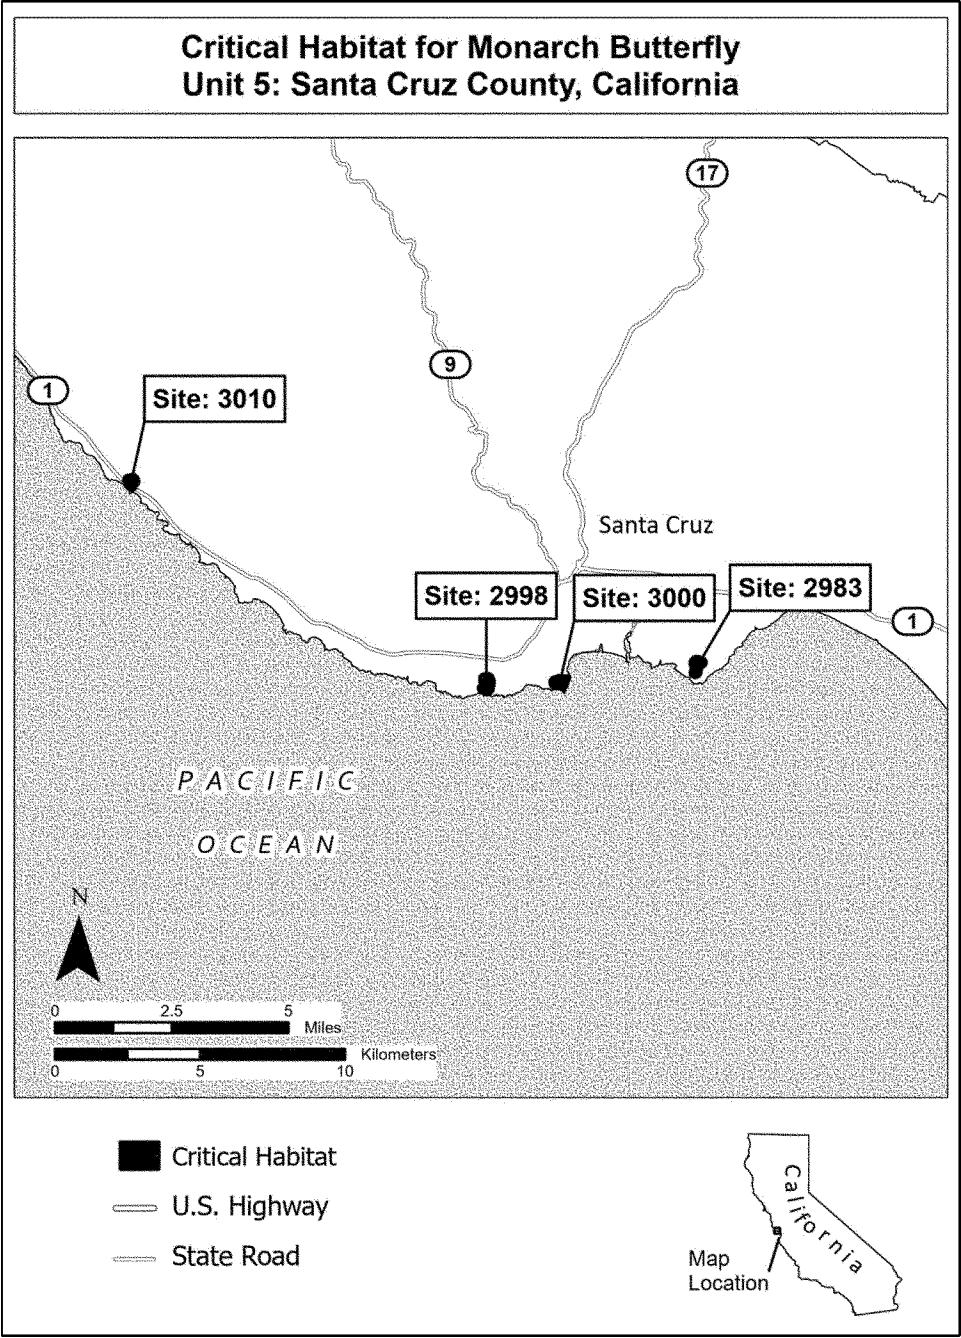 Critical Habitat for Monarch Butterfly
Unit 5: Santa Cruz County, California
17
9
1
Site: 3010
Santa Cruz
Site: 2998
Site: 3000
Site: 2983
1
PACIFIC
OCEAN
N
0 2.5 5
Miles
Kilometers
0 5 10
Critical Habitat
U.S. Highway
State Road
California
Map
Location